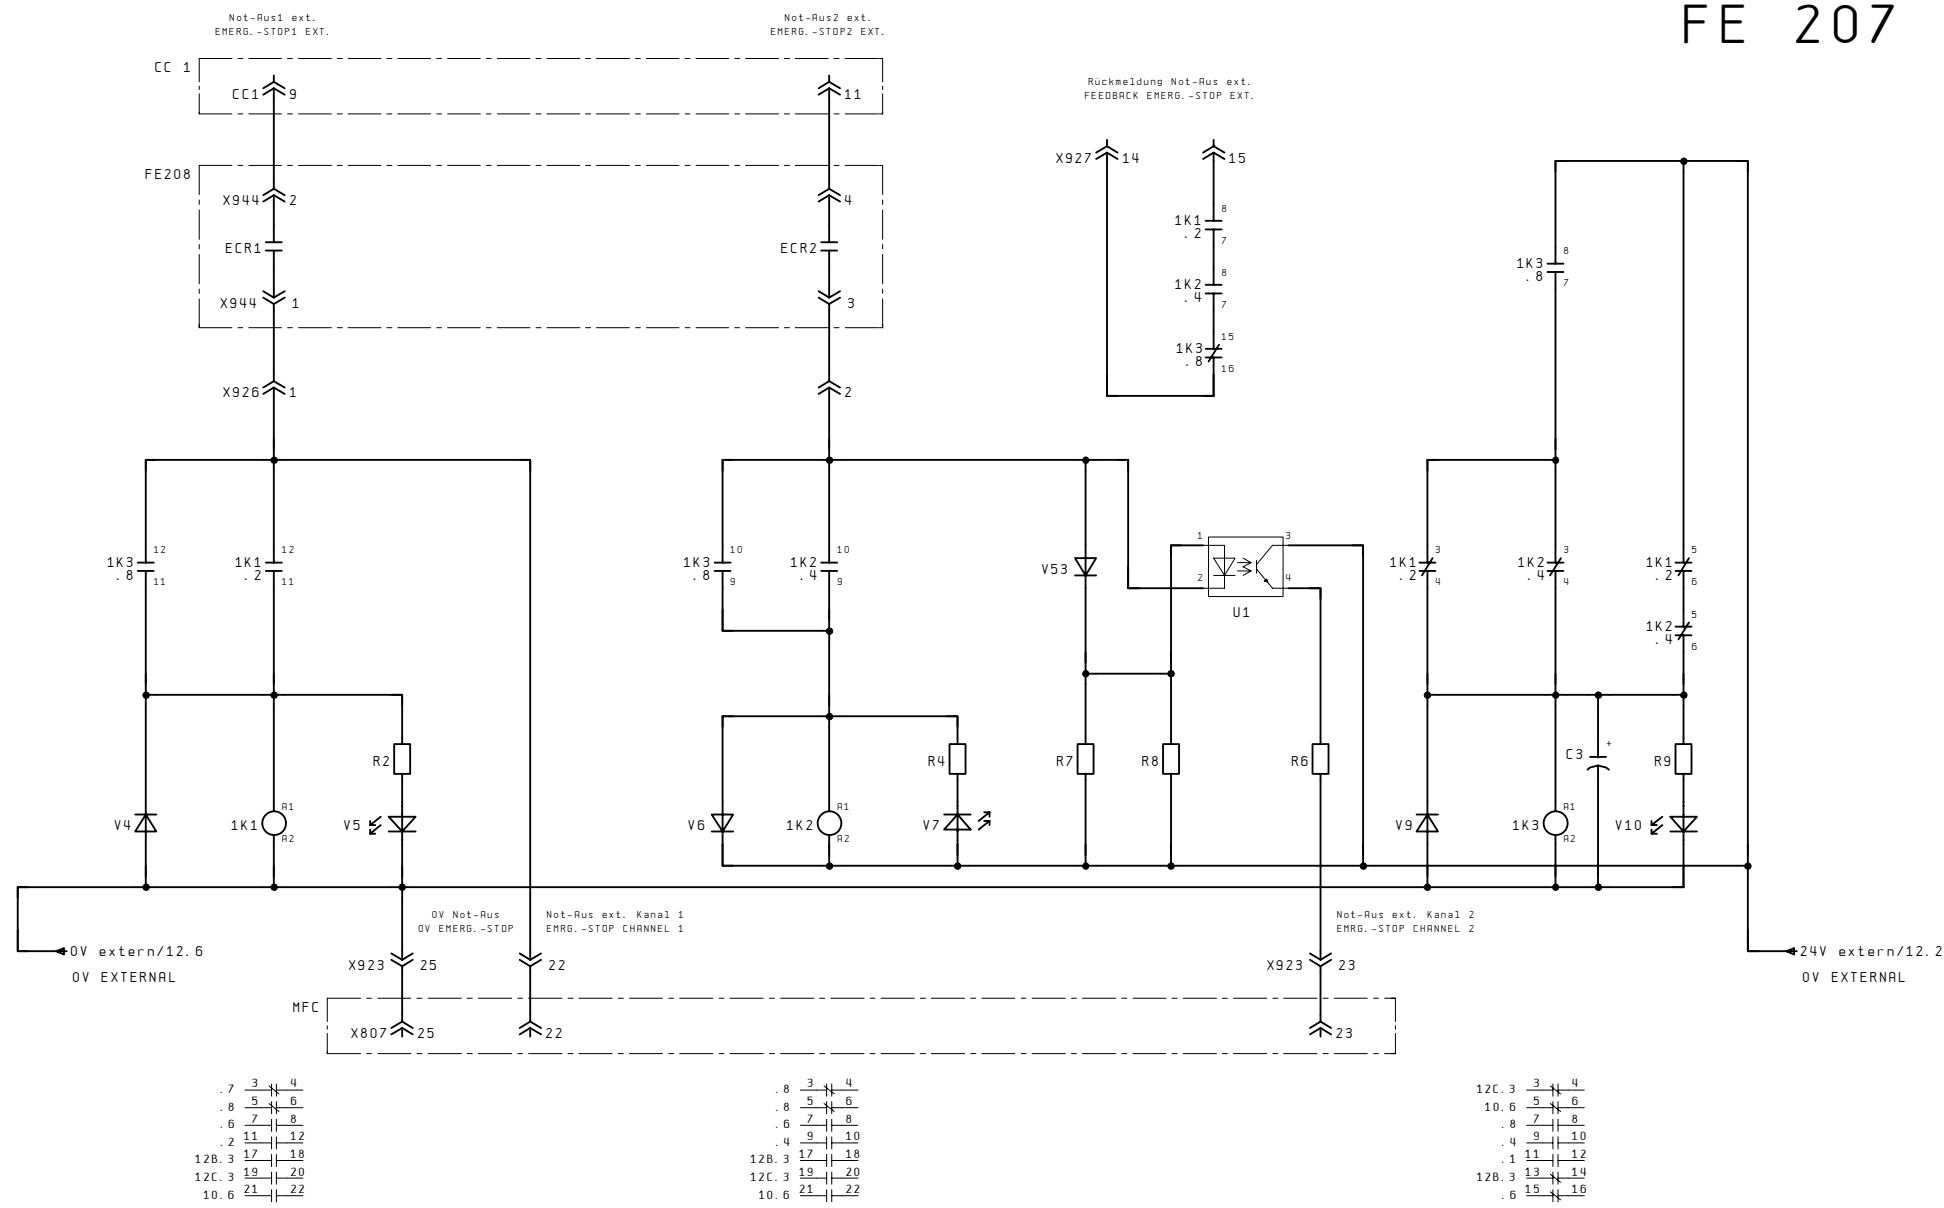 FE 207
Not-Aus1 ext.
EMERG.-STOP1 EXT.
Not-Aus2 ext.
EMERG.-STOP2 EXT.
CC 1
CC1 9
11
Rückmeldung Not-Aus ext.
FEEDBACK EMERG.-STOP EXT.
X927 14
15
FE208
X944 2
4
ECR1
ECR2
X944 1
3
1K1
.2
8
7
1K2
.4
8
7
1K3
.8
15
16
1K3
.8
8
7
X926 1
2
1K3
.8
12
11
1K1
.2
12
11
1K3
.8
10
9
1K2
.4
10
9
V53
1
2
3
4
U1
1K1
.2
3
4
1K2
.4
3
4
1K1
.2
5
6
1K2
.4
5
6
R2
R4
R7
R8
R6
C3
+
R9
V4
1K1
A1
A2
V5
V6
1K2
A1
A2
V7
V9
1K3
A1
A2
V10
0V Not-Aus
0V EMERG.-STOP
Not-Aus ext. Kanal 1
EMRG.-STOP CHANNEL 1
Not-Aus ext. Kanal 2
EMRG.-STOP CHANNEL 2
0V extern/12.6
0V EXTERNAL
24V extern/12.2
0V EXTERNAL
X923 25
22
X923 23
MFC
X807 25
22
23
.7 3 4
.8 5 6
.6 7 8
.2 11 12
12B.3 17 18
12C.3 19 20
10.6 21 22
.8 3 4
.8 5 6
.6 7 8
.4 9 10
12B.3 17 18
12C.3 19 20
10.6 21 22
12C.3 3 4
10.6 5 6
.8 7 8
.4 9 10
.1 11 12
12B.3 13 14
.6 15 16